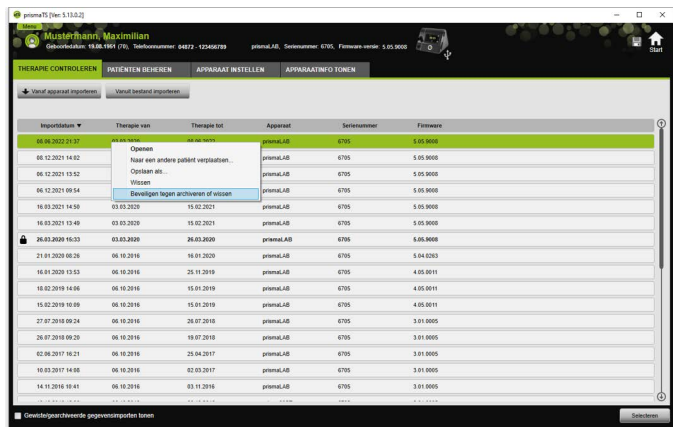 prismaTS [Ver: 5.13.0.2]
Menu
Mustermann, Maximilian
Geboortedatum: 19.08.1951 (70), Telefoonnummer: 04872 - 123456789 prismaLAB, Serienummer: 6705, Firmware-versie: 5.05.9008
Start
THERAPIE CONTROLEREN PATIËNTEN BEHEREN APPARAAT INSTELLEN APPARAATINFO TONEN
Vanaf apparaat importeren Vanuit bestand importeren
Importdatum ▼ Therapie van Therapie tot Apparaat Serienummer Firmware
08.06.2022 21:37 03.03.2020 08.06.2022 prismaLAB 6705 5.05.9008
Openen
08.12.2021 14:02 prismaLAB 6705 5.05.9008
Naar een andere patiënt verplaatsen...
Opslaan als...
06.12.2021 13:52 prismaLAB 6705 5.05.9008
Wissen
06.12.2021 09:54 prismaLAB 6705 5.05.9008
Beveiligen tegen archiveren of wissen
16.03.2021 14:50 03.03.2020 15.02.2021 prismaLAB 6705 5.05.9008
16.03.2021 13:49 03.03.2020 15.02.2021 prismaLAB 6705 5.05.9008
26.03.2020 15:33 03.03.2020 26.03.2020 prismaLAB 6705 5.05.9008
21.01.2020 08:26 06.10.2016 16.01.2020 prismaLAB 6705 5.04.0263
16.01.2020 13:53 06.10.2016 25.11.2019 prismaLAB 6705 4.05.0011
18.02.2019 14:06 06.10.2016 15.01.2019 prismaLAB 6705 4.05.0011
15.02.2019 10:09 06.10.2016 15.01.2019 prismaLAB 6705 4.05.0011
27.07.2018 09:24 06.10.2016 26.07.2018 prismaLAB 6705 3.01.0005
26.07.2018 09:20 06.10.2016 19.07.2018 prismaLAB 6705 3.01.0005
02.06.2017 16:21 06.10.2016 25.04.2017 prismaLAB 6705 3.01.0005
10.03.2017 14:08 06.10.2016 02.03.2017 prismaLAB 6705 3.01.0005
14.11.2016 10:41 06.10.2016 03.11.2016 prismaLAB 6705 3.01.0005
Gewiste/gearchiveerde gegevensimporten tonen Selecteren